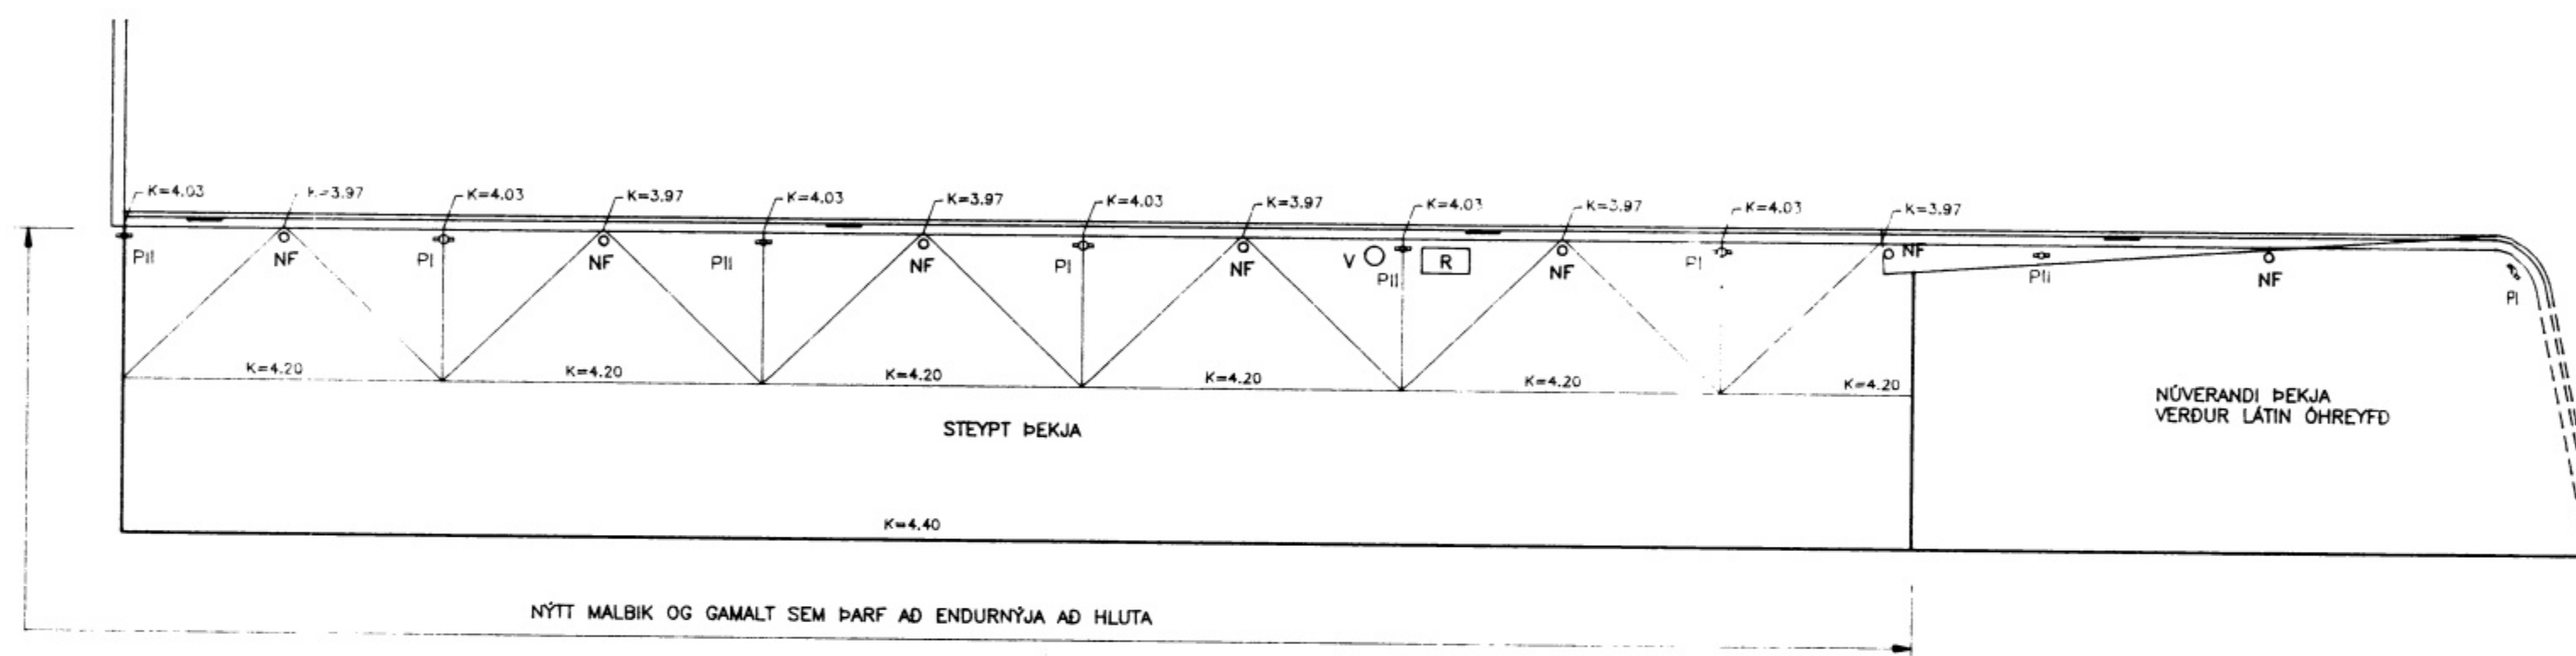 K=4.03
K=3.97
K=4.03
K=3.97
K=4.03
K=3.97
K=4.03
K=3.97
K=4.03
K=3.97
K=4.03
K=3.97
PII
NF
PI
NF
PII
NF
PI
NF
V
PII
R
NF
PI
NF
PII
NF
PI
K=4.20
K=4.20
K=4.20
K=4.20
K=4.20
K=4.20
STEYPT ÞEKJA
NÚVERANDI ÞEKJA
VERÐUR LÁTIN ÓHREYFÐ
K=4.40
NÝTT MALBIK OG GAMALT SEM ÞARF AÐ ENDURNÝJA AÐ HLUTA